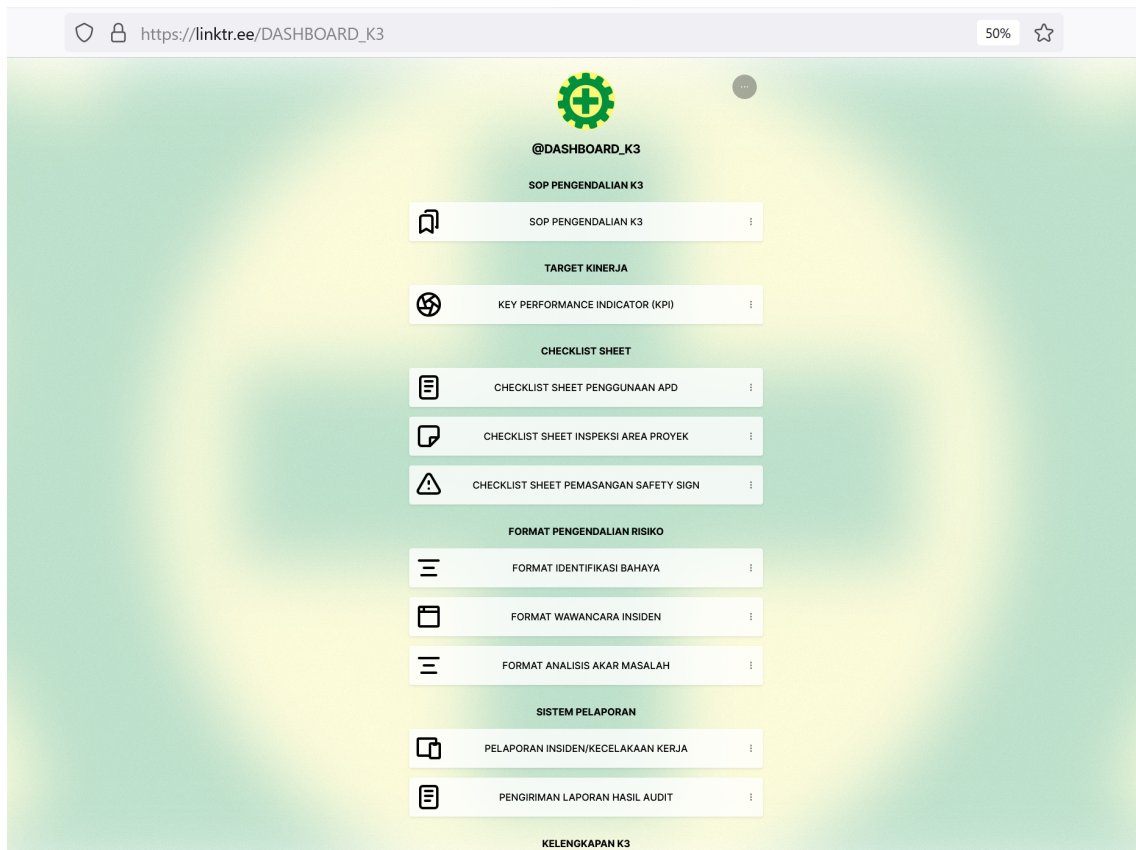 https://linktr.ee/DASHBOARD_K3
50%
@DASHBOARD_K3
SOP PENGENDALIAN K3
SOP PENGENDALIAN K3
TARGET KINERJA
KEY PERFORMANCE INDICATOR (KPI)
CHECKLIST SHEET
CHECKLIST SHEET PENGGUNAAN APD
CHECKLIST SHEET INSPEKSI AREA PROYEK
CHECKLIST SHEET PEMASANGAN SAFETY SIGN
FORMAT PENGENDALIAN RISIKO
FORMAT IDENTIFIKASI BAHAYA
FORMAT WAWANCARA INSIDEN
FORMAT ANALISIS AKAR MASALAH
SISTEM PELAPORAN
PELAPORAN INSIDEN/KECELAKAAN KERJA
PENGIRIMAN LAPORAN HASIL AUDIT
KELENGKAPAN K3